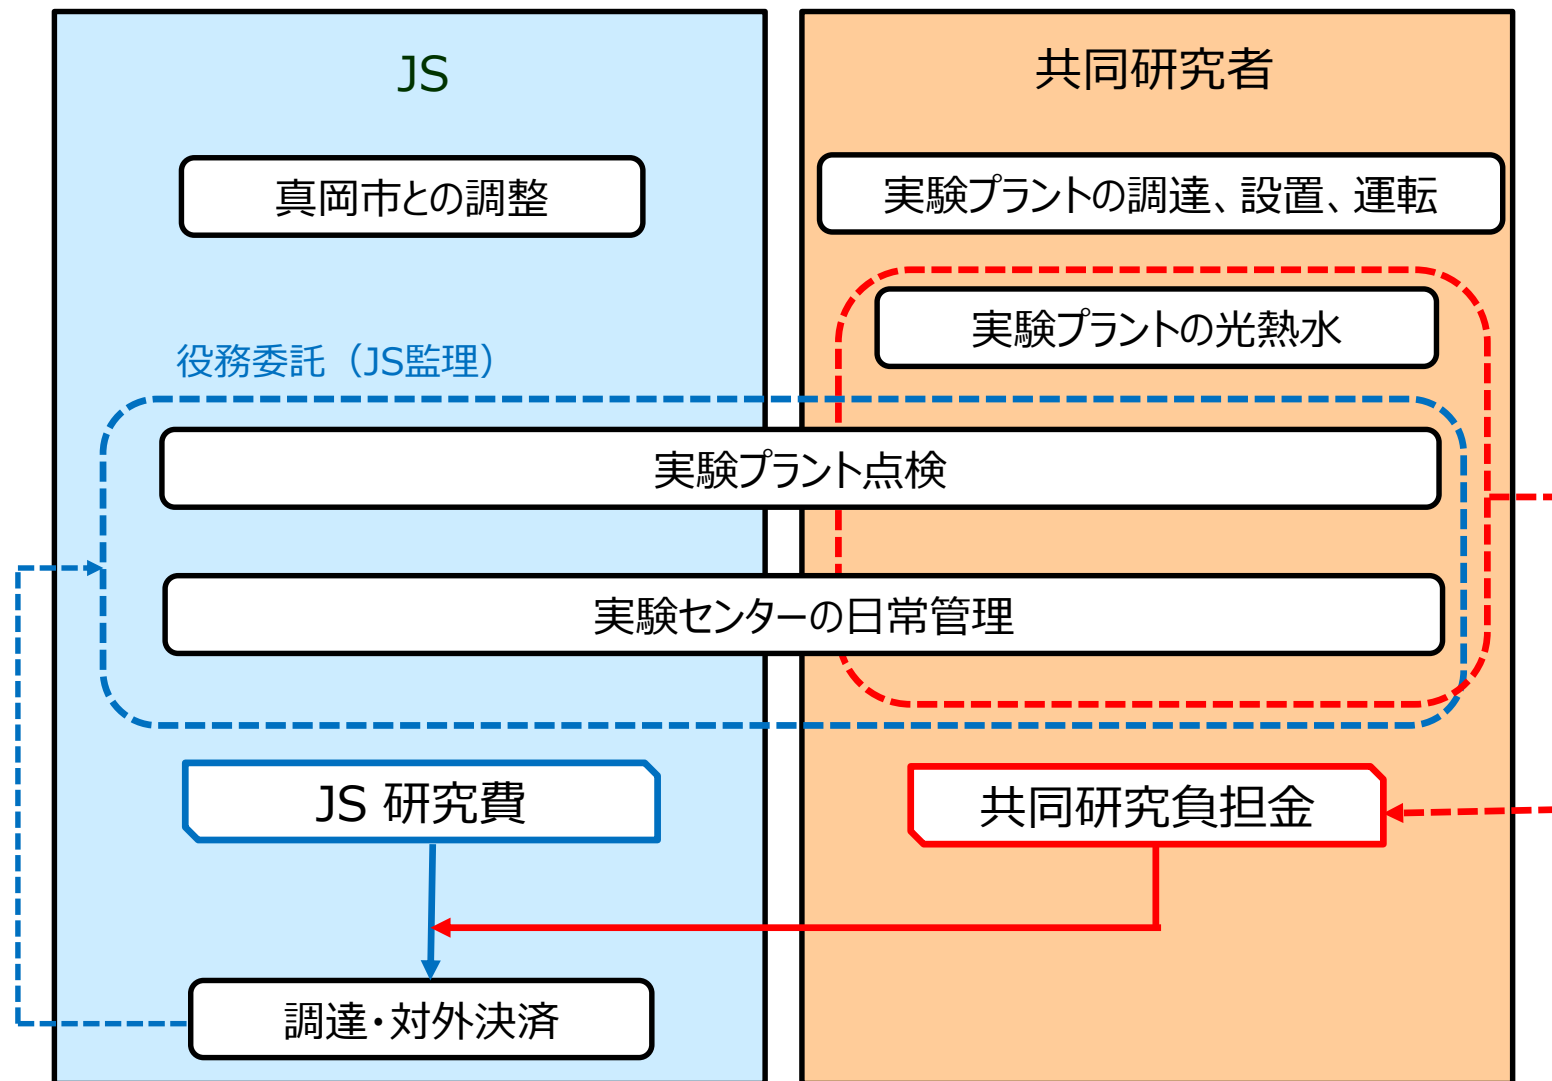 JS
共同研究者
真岡市との調整
実験プラントの調達、設置、運転
実験プラントの光熱水
役務委託（JS監理）
実験プラント点検
実験センターの日常管理
JS 研究費
共同研究負担金
調達・対外決済